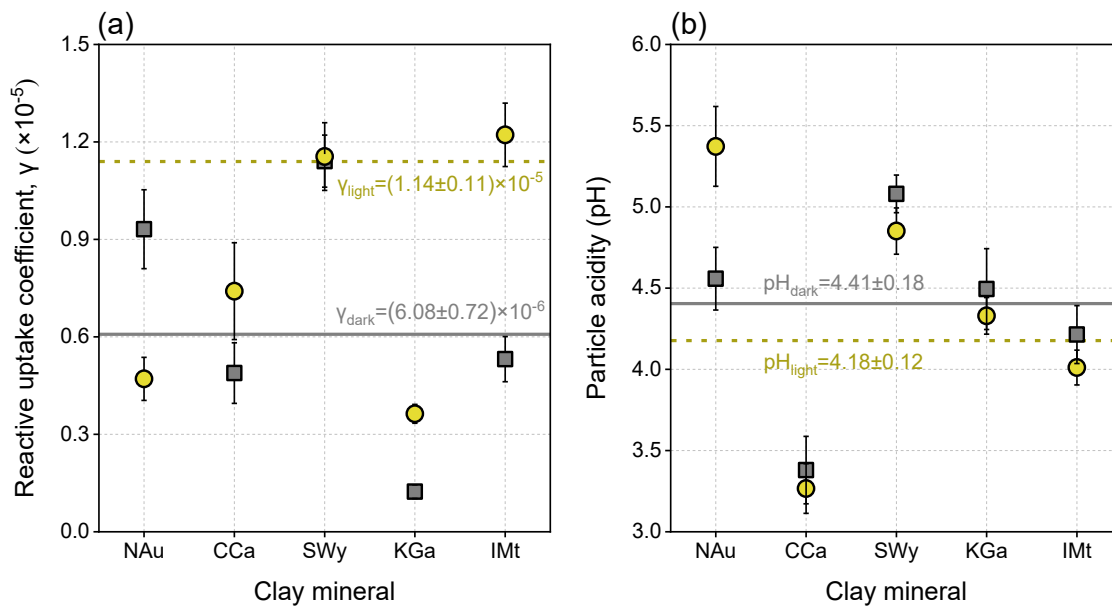 (a)
Reactive uptake coefficient, γ (×10⁻⁵)
1.5
1.2
0.9
0.6
0.3
0.0
γlight=(1.14±0.11)×10⁻⁵
γdark=(6.08±0.72)×10⁻⁶
NAu CCa SWy KGa IMt
Clay mineral
(b)
Particle acidity (pH)
6.0
5.5
5.0
4.5
4.0
3.5
3.0
pHdark=4.41±0.18
pHlight=4.18±0.12
NAu CCa SWy KGa IMt
Clay mineral